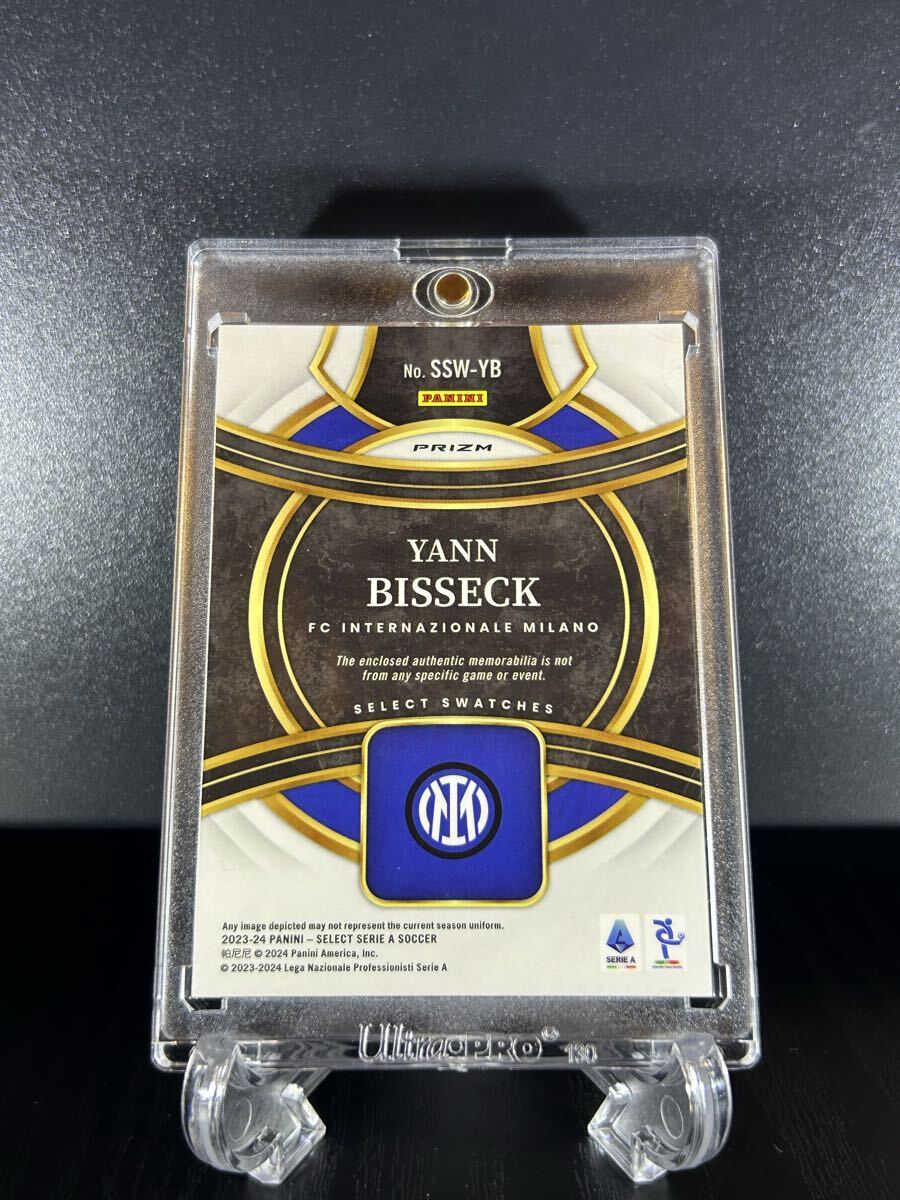 No. SSW-YB
PANINI
PRIZM
YANN
BISSECK
FC INTERNAZIONALE MILANO
The enclosed authentic memorabilia is not
from any specific game or event.
SELECT SWATCHES
Any image depicted may not represent the current season uniform.
2023-24 PANINI – SELECT SERIE A SOCCER
帕尼尼 © 2024 Panini America, Inc.
© 2023-2024 Lega Nazionale Professionisti Serie A
SERIE A
Ultra PRO® 130